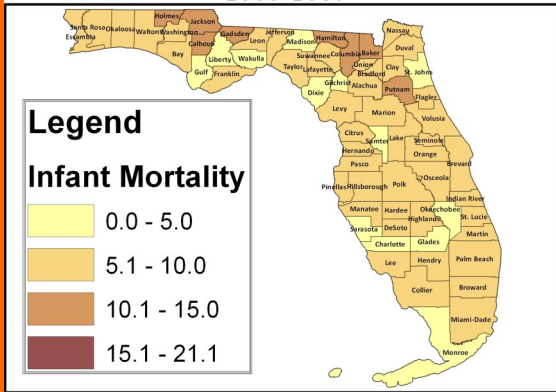 Legend
Infant Mortality
0.0 - 5.0
5.1 - 10.0
10.1 - 15.0
15.1 - 21.1
Holmes
Jackson
Santa Rosa
Okaloosa
Walton
Washington
Escambia
Calhoun
Gadsden
Leon
Jefferson
Madison
Hamilton
Nassau
Bay
Liberty
Wakulla
Suwannee
Columbia
Baker
Duval
Gulf
Franklin
Taylor
Lafayette
Union
Bradford
Clay
St. Johns
Dixie
Gilchrist
Alachua
Putnam
Flagler
Levy
Marion
Volusia
Citrus
Sumter
Lake
Seminole
Hernando
Orange
Pasco
Brevard
Osceola
Pinellas
Hillsborough
Polk
Indian River
Manatee
Hardee
Okeechobee
Highlands
St. Lucie
Sarasota
DeSoto
Martin
Charlotte
Glades
Lee
Hendry
Palm Beach
Collier
Broward
Miami-Dade
Monroe